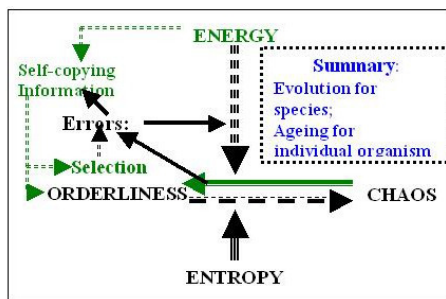 ENERGY
Self-copying
Information
Summary:
Evolution for
species;
Ageing for
individual organism
Errors:
Selection
ORDERLINESS
CHAOS
ENTROPY